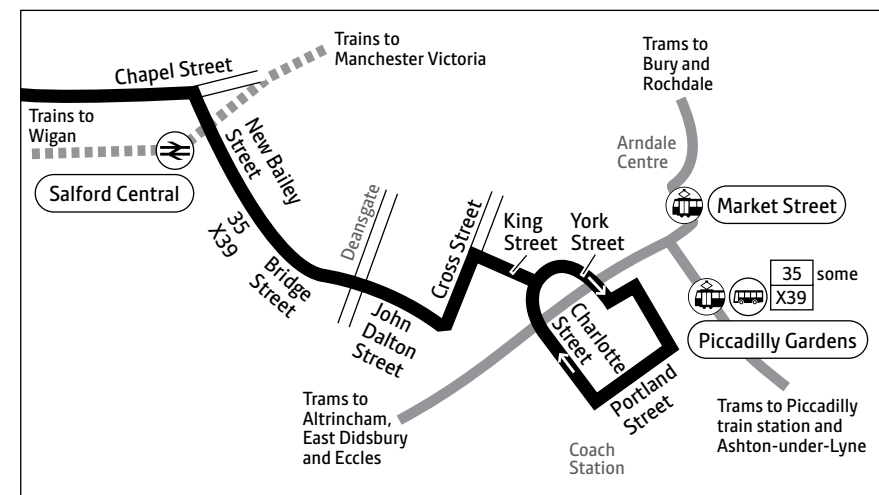 Trains to
Manchester Victoria
Trams to
Bury and
Rochdale
Chapel Street
Trains to
Wigan
New Bailey
Street
Arndale
Centre
Salford Central
Deansgate
Market Street
35
X39
Cross Street
King
Street
York
Street
35 some
X39
Bridge
Street
John
Dalton
Street
Charlotte
Street
Piccadilly Gardens
Portland
Street
Trams to
Altrincham,
East Didsbury
and Eccles
Trams to Piccadilly
train station and
Ashton-under-Lyne
Coach
Station